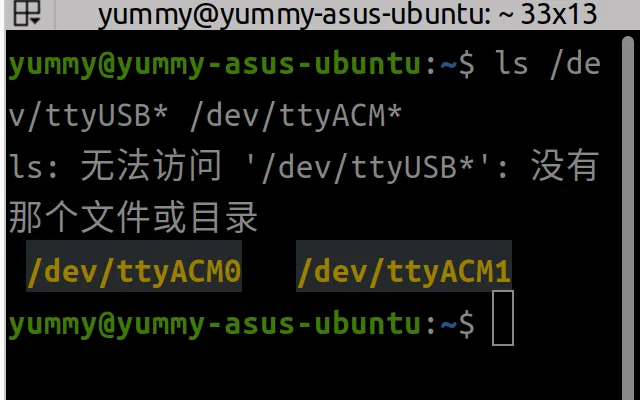 yummy@yummy-asus-ubuntu: ~ 33x13
yummy@yummy-asus-ubuntu:~$ ls /de
v/ttyUSB* /dev/ttyACM*
ls: 无法访问 '/dev/ttyUSB*': 没有
那个文件或目录
/dev/ttyACM0 /dev/ttyACM1
yummy@yummy-asus-ubuntu:~$